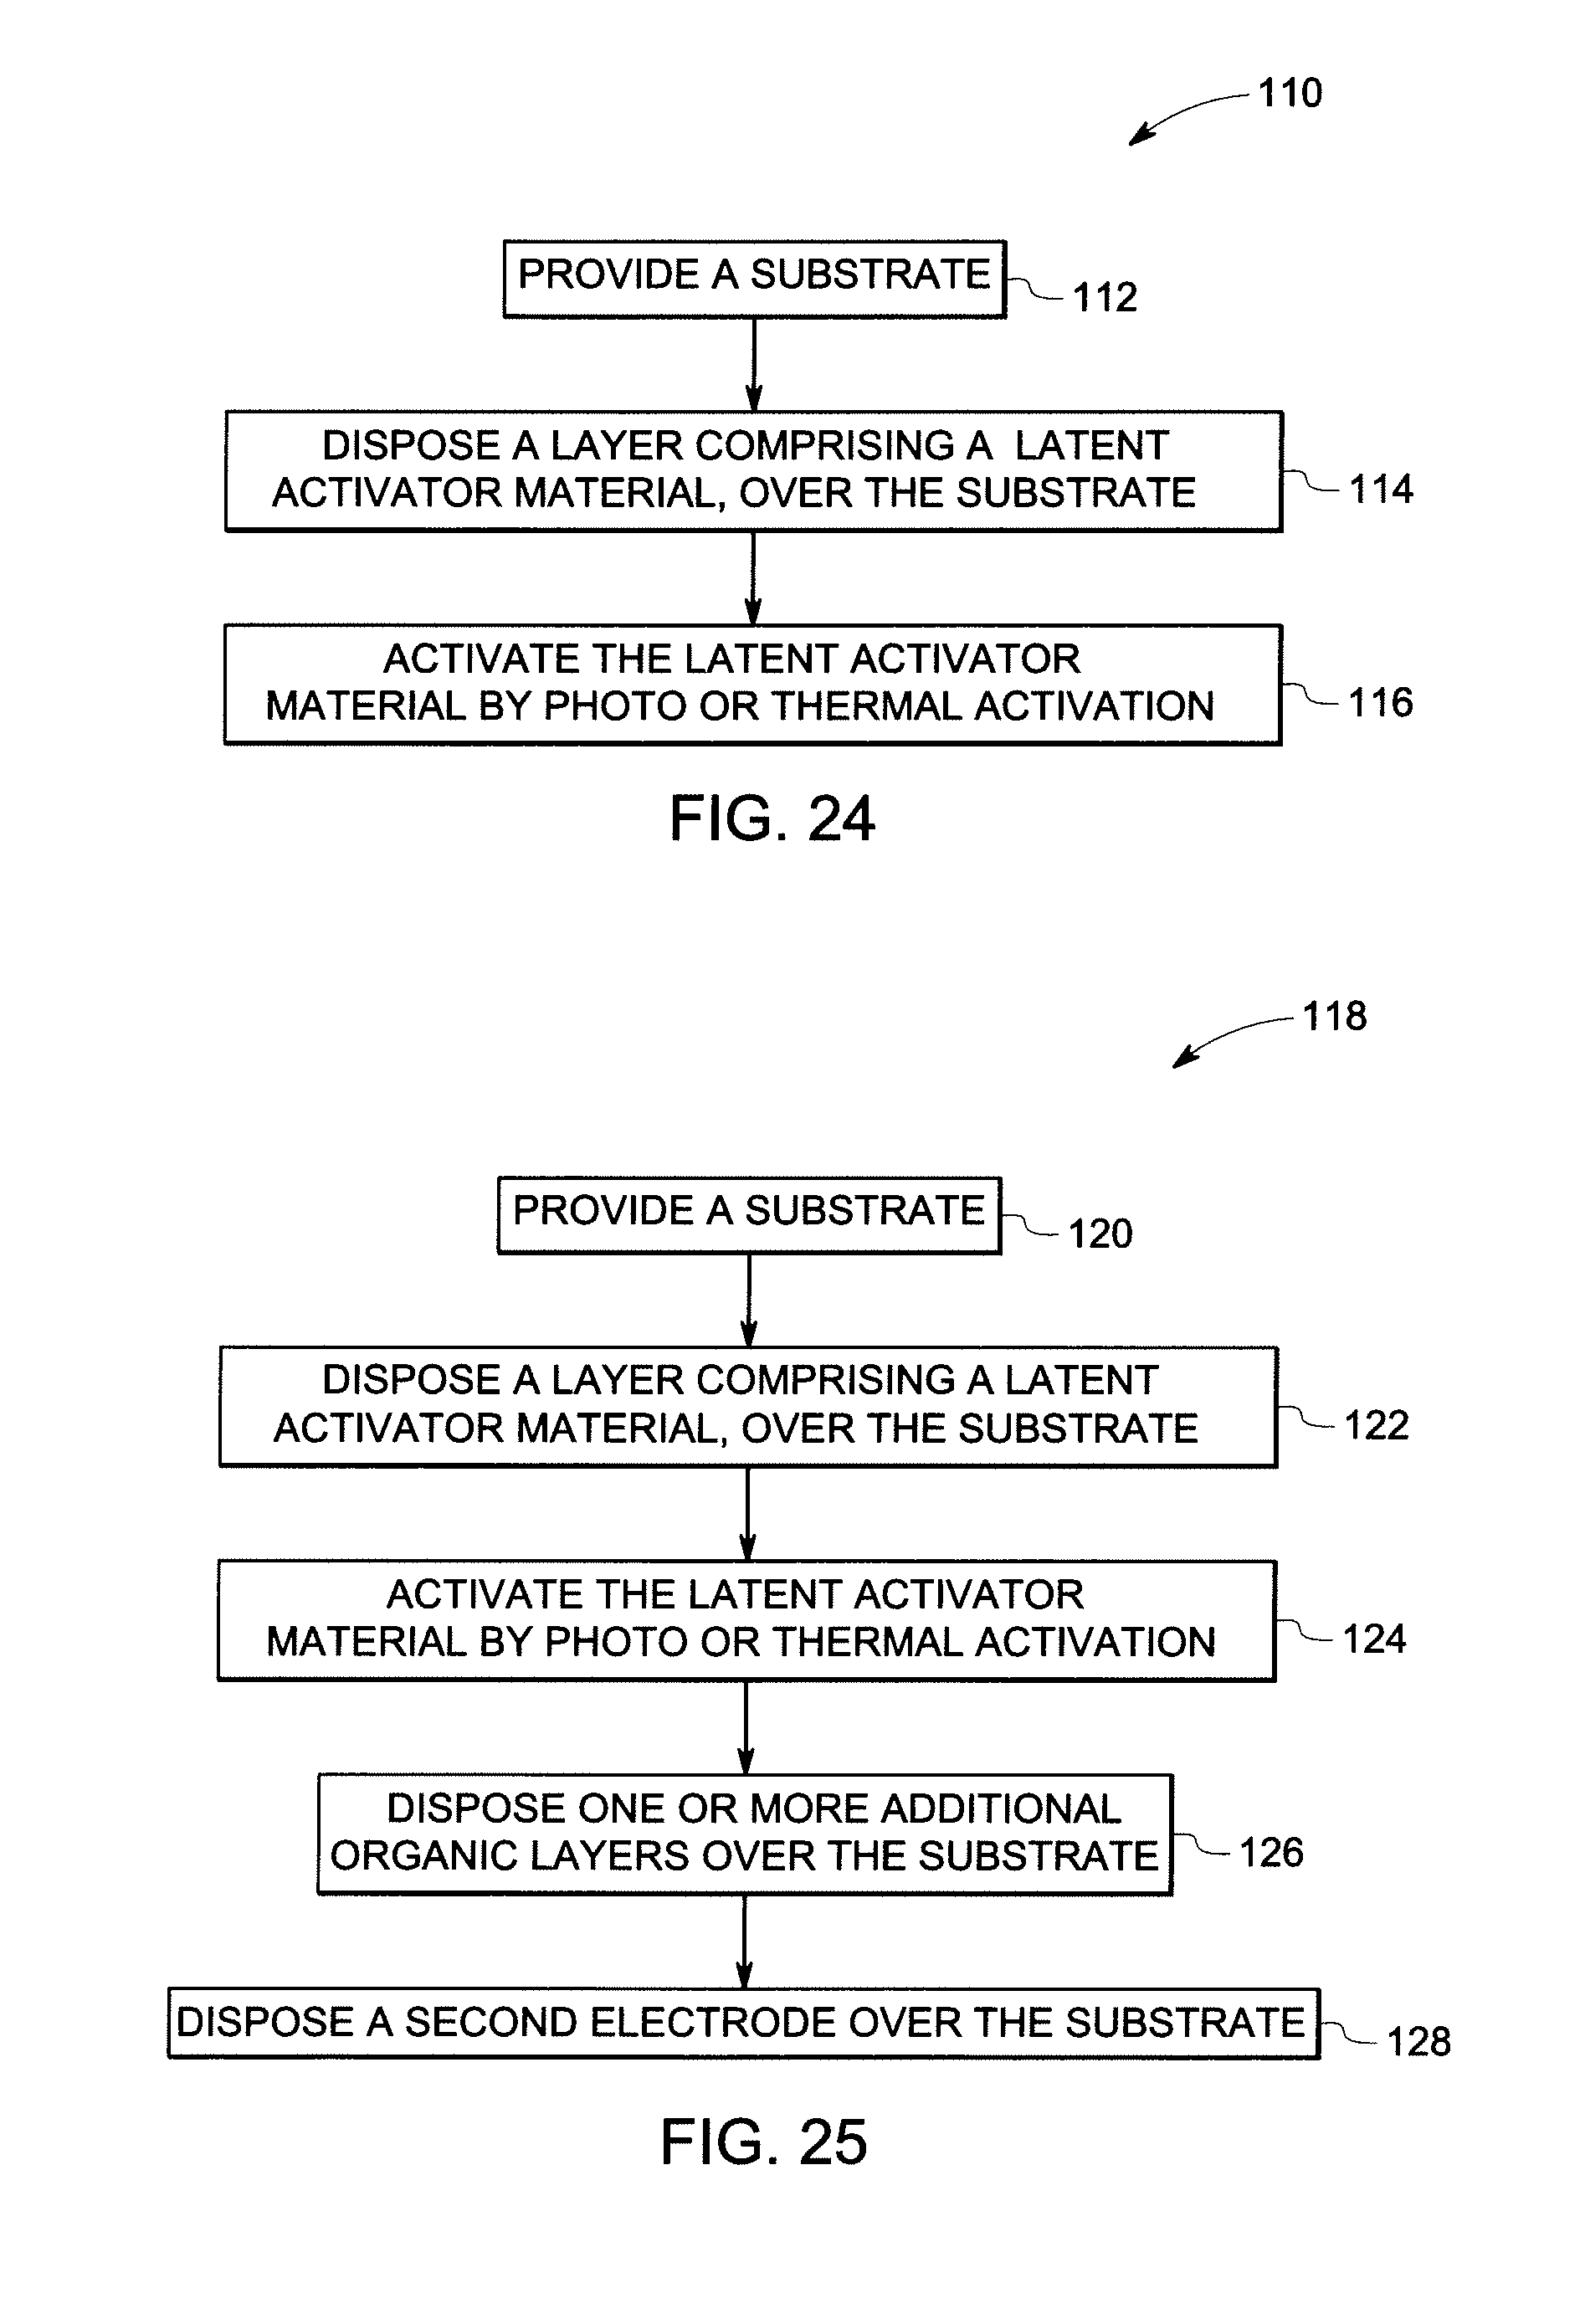 110
PROVIDE A SUBSTRATE
112
DISPOSE A LAYER COMPRISING A LATENT
ACTIVATOR MATERIAL, OVER THE SUBSTRATE
114
ACTIVATE THE LATENT ACTIVATOR
MATERIAL BY PHOTO OR THERMAL ACTIVATION
116
FIG. 24
118
PROVIDE A SUBSTRATE
120
DISPOSE A LAYER COMPRISING A LATENT
ACTIVATOR MATERIAL, OVER THE SUBSTRATE
122
ACTIVATE THE LATENT ACTIVATOR
MATERIAL BY PHOTO OR THERMAL ACTIVATION
124
DISPOSE ONE OR MORE ADDITIONAL
ORGANIC LAYERS OVER THE SUBSTRATE
126
DISPOSE A SECOND ELECTRODE OVER THE SUBSTRATE
128
FIG. 25